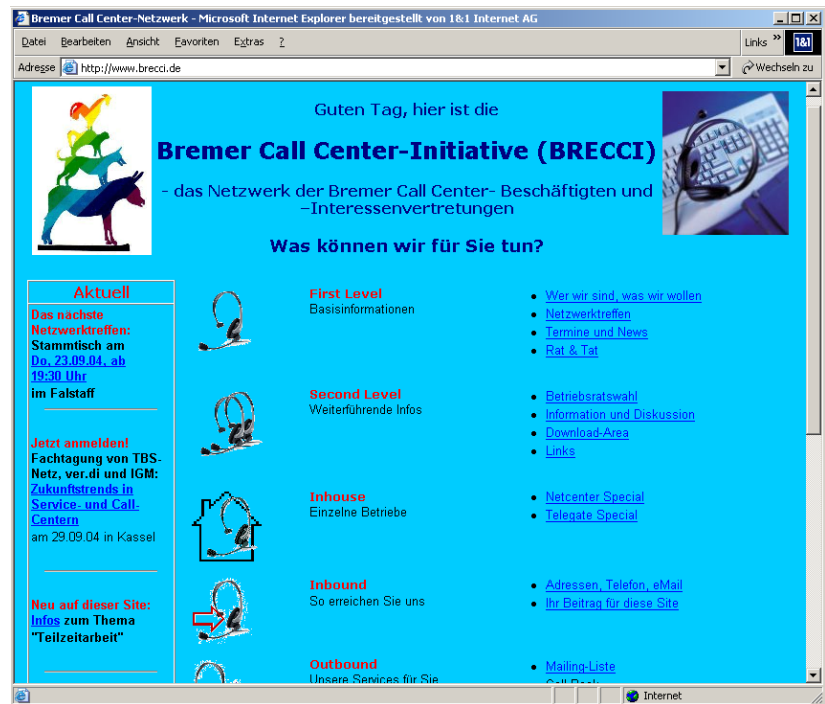 Bremer Call Center-Netzwerk - Microsoft Internet Explorer bereitgestellt von 1&1 Internet AG
Datei Bearbeiten Ansicht Favoriten Extras ?
Links »
1&1
Adresse http://www.brecci.de
Wechseln zu
Guten Tag, hier ist die
Bremer Call Center-Initiative (BRECCI)
- das Netzwerk der Bremer Call Center- Beschäftigten und
–Interessenvertretungen
Was können wir für Sie tun?
Aktuell
Das nächste
Netzwerktreffen:
Stammtisch am
Do, 23.09.04, ab
19:30 Uhr
im Falstaff
Jetzt anmelden!
Fachtagung von TBS-
Netz, ver.di und IGM:
Zukunftstrends in
Service- und Call-
Centern
am 29.09.04 in Kassel
Neu auf dieser Site:
Infos zum Thema
"Teilzeitarbeit"
First Level
Basisinformationen
Wer wir sind, was wir wollen
Netzwerktreffen
Termine und News
Rat & Tat
Second Level
Weiterführende Infos
Betriebsratswahl
Information und Diskussion
Download-Area
Links
Inhouse
Einzelne Betriebe
Netcenter Special
Telegate Special
Inbound
So erreichen Sie uns
Adressen, Telefon, eMail
Ihr Beitrag für diese Site
Outbound
Unsere Services für Sie
Mailing-Liste
Internet